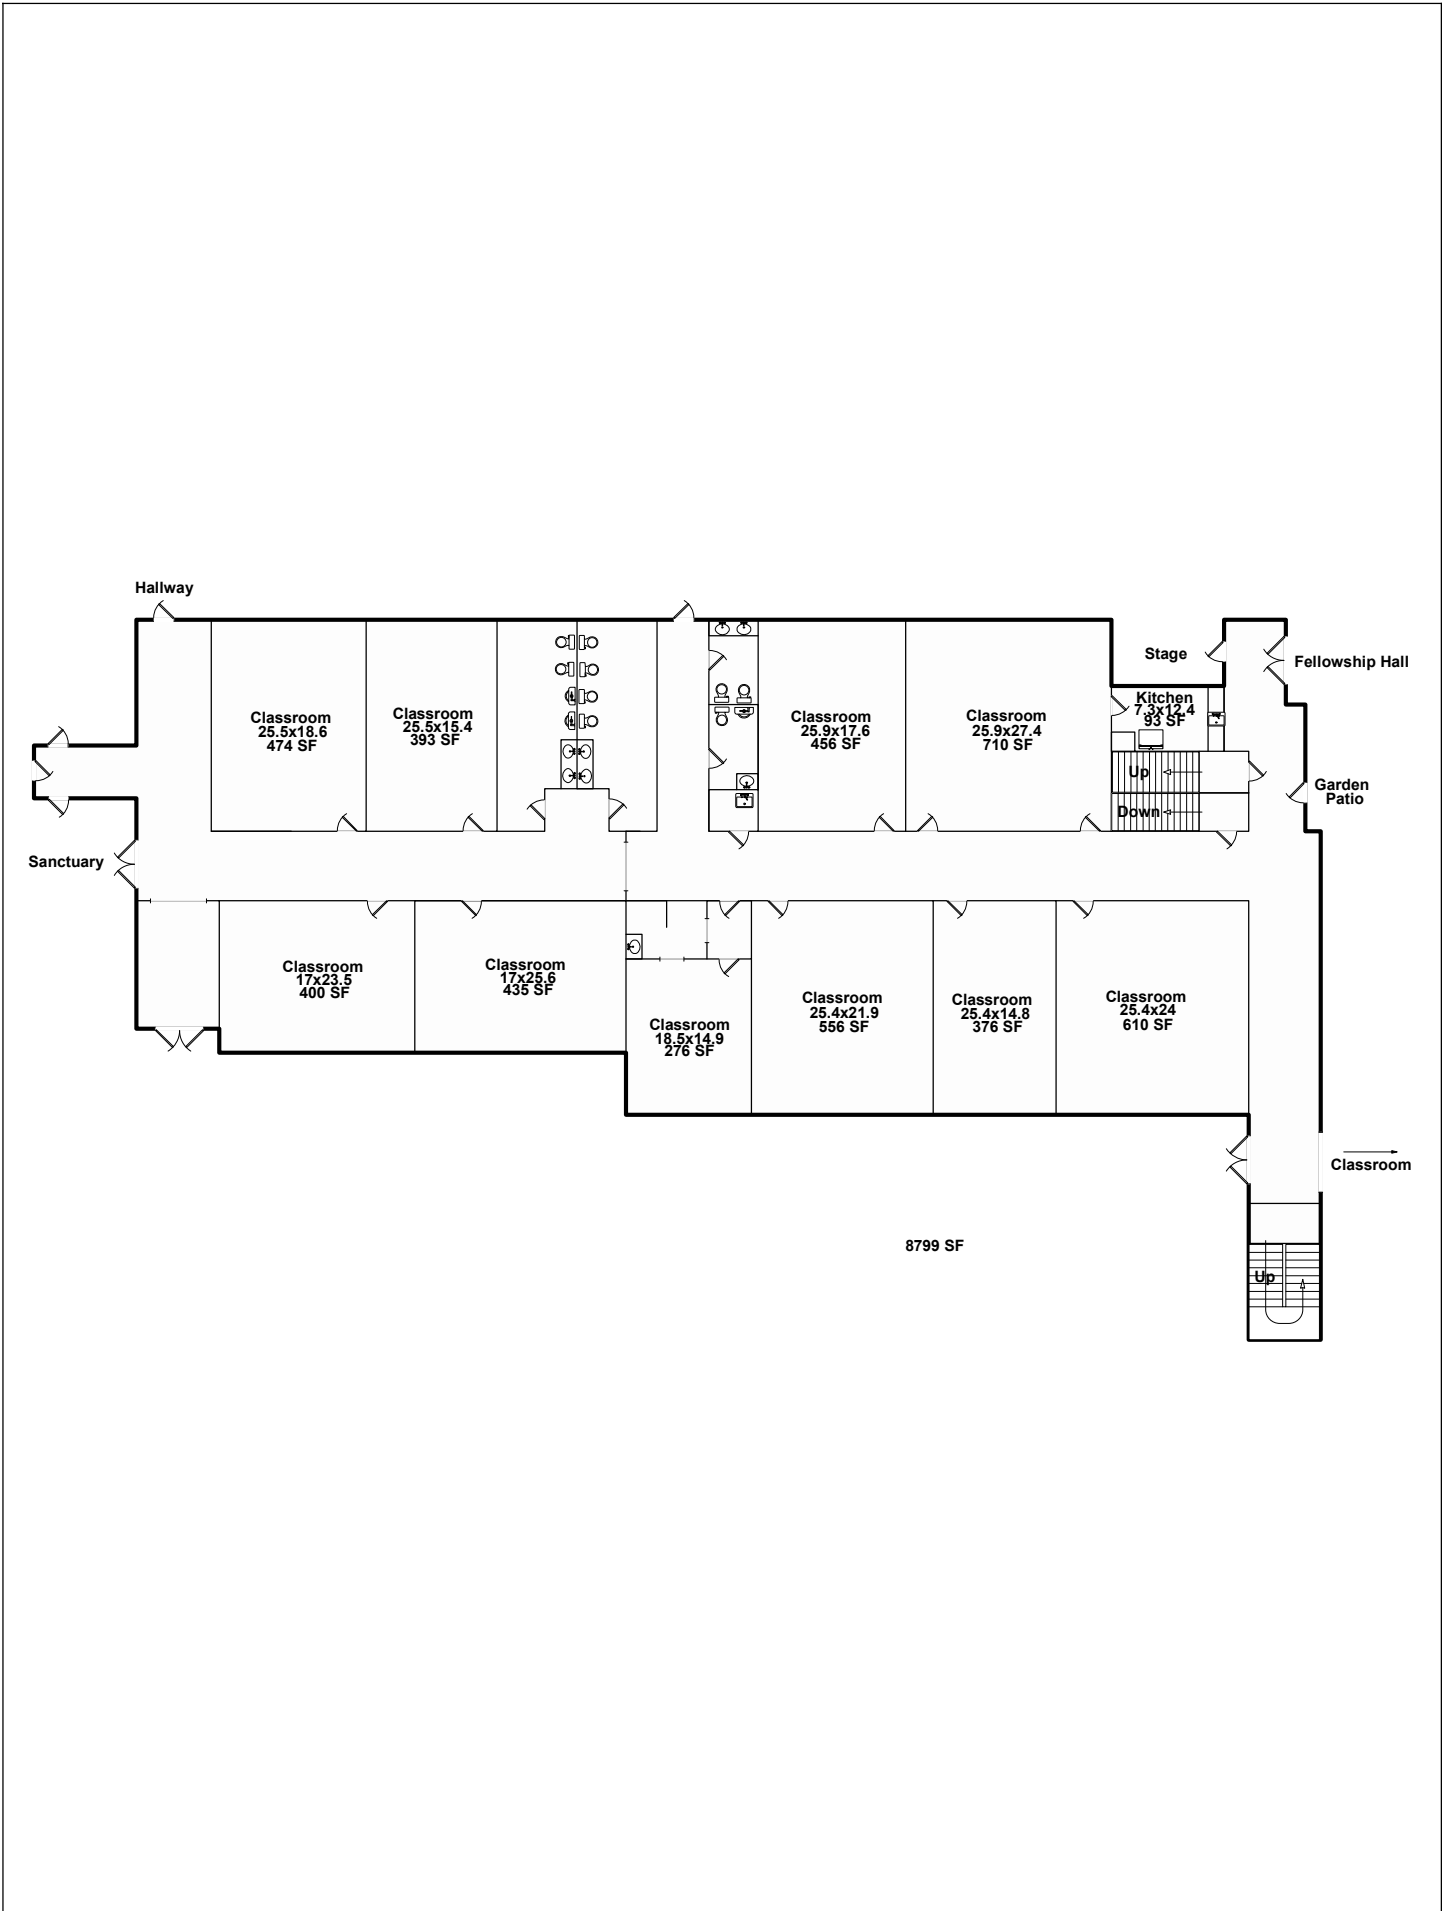 Hallway
Stage
Fellowship Hall
Classroom
25.5x18.6
474 SF
Classroom
25.5x15.4
393 SF
Classroom
25.9x17.6
456 SF
Classroom
25.9x27.4
710 SF
Kitchen
7.3x12.4
93 SF
Up
Down
Garden
Patio
Sanctuary
Classroom
17x23.5
400 SF
Classroom
17x25.6
435 SF
Classroom
18.5x14.9
276 SF
Classroom
25.4x21.9
556 SF
Classroom
25.4x14.8
376 SF
Classroom
25.4x24
610 SF
Classroom
8799 SF
Up